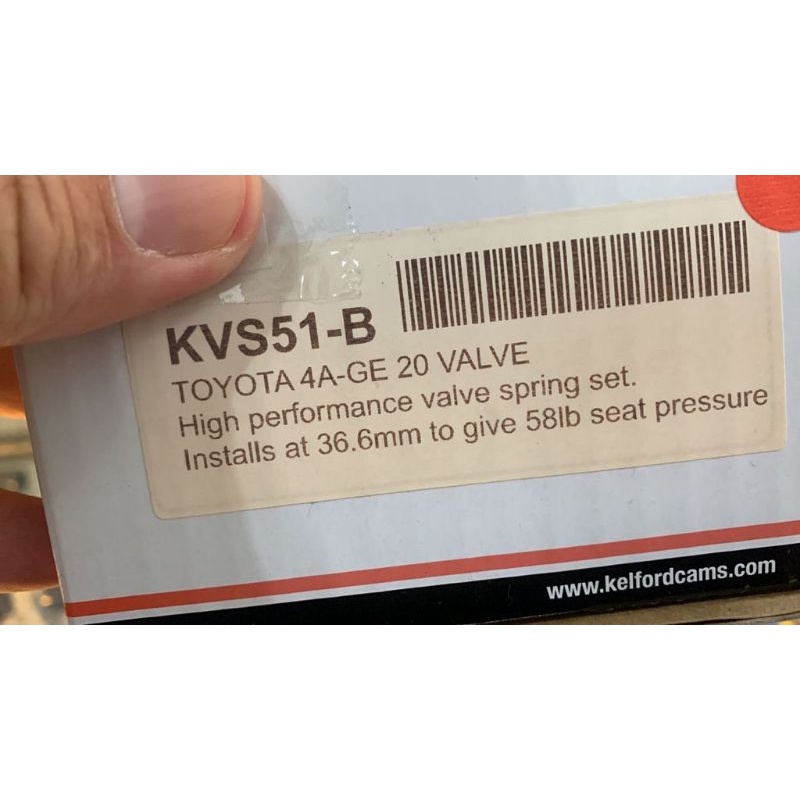 KVS51-B
TOYOTA 4A-GE 20 VALVE
High performance valve spring set.
Installs at 36.6mm to give 58lb seat pressure
www.kelfordcams.com